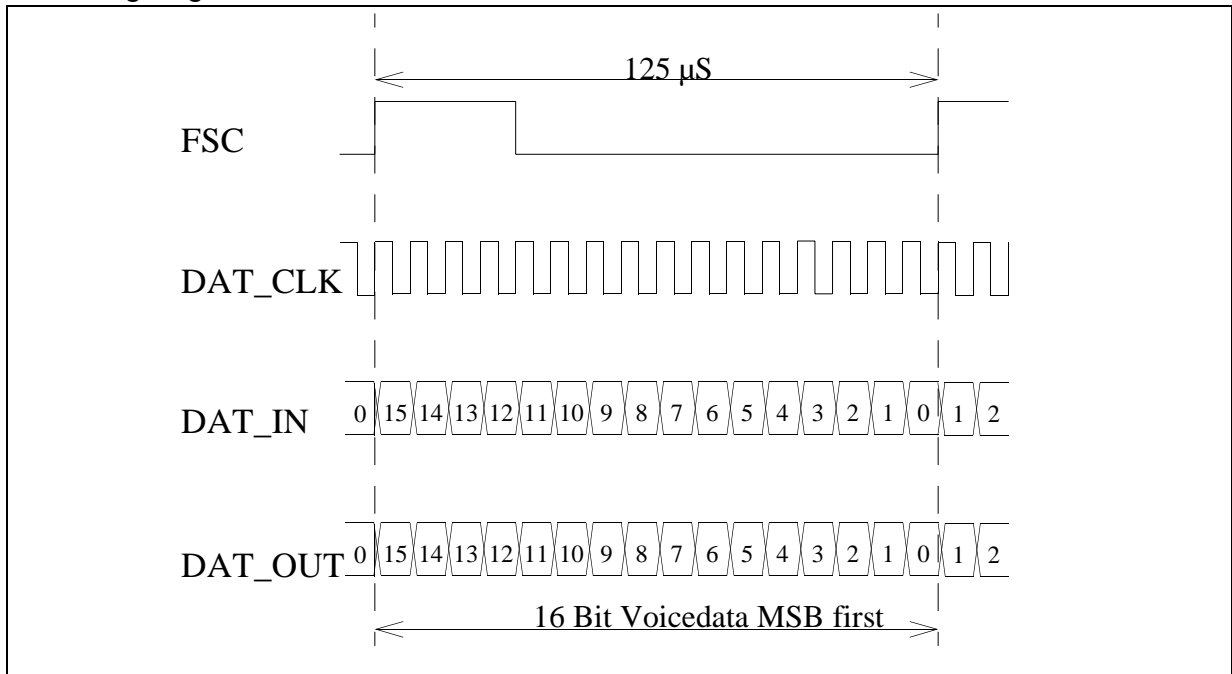 125 µS
FSC
DAT_CLK
DAT_IN 0 15 14 13 12 11 10 9 8 7 6 5 4 3 2 1 0 1 2
DAT_OUT 0 15 14 13 12 11 10 9 8 7 6 5 4 3 2 1 0 1 2
16 Bit Voicedata MSB first